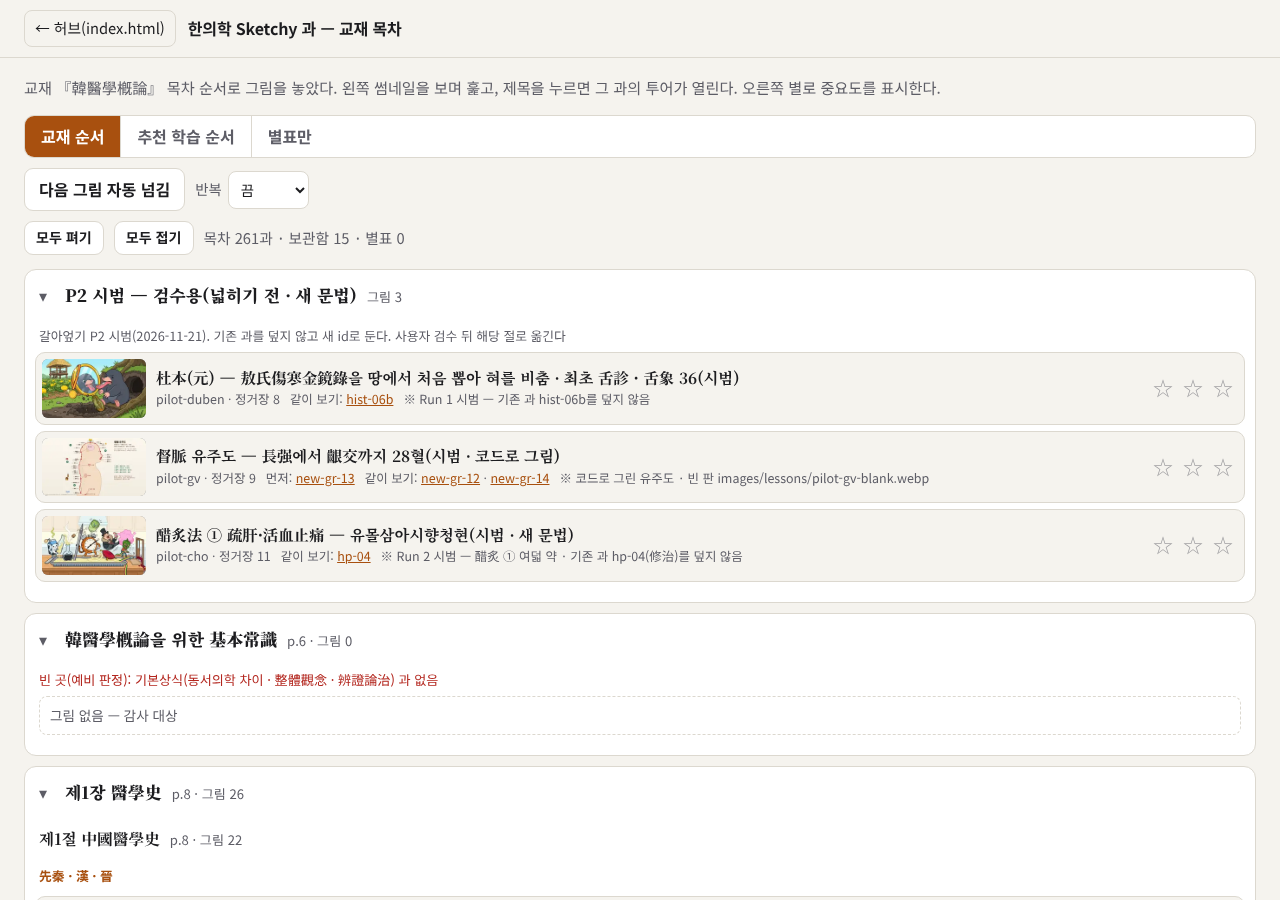 ← 허브(index.html)
한의학 Sketchy 과 — 교재 목차
교재 『韓醫學槪論』 목차 순서로 그림을 놓았다. 왼쪽 썸네일을 보며 훑고, 제목을 누르면 그 과의 투어가 열린다. 오른쪽 별로 중요도를 표시한다.
교재 순서
추천 학습 순서
별표만
다음 그림 자동 넘김
반복
끔
모두 펴기
모두 접기
목차 261과 · 보관함 15 · 별표 0
▼ P2 시범 — 검수용(넓히기 전 · 새 문법) 그림 3
갈아엎기 P2 시범(2026-11-21). 기존 과를 덮지 않고 새 id로 둔다. 사용자 검수 뒤 해당 절로 옮긴다
杜本(元) — 敖氏傷寒金鏡錄을 땅에서 처음 뽑아 혀를 비춤 · 최초 舌診 · 舌象 36(시범)
pilot-duben · 정거장 8 같이 보기: hist-06b ※ Run 1 시범 — 기존 과 hist-06b를 덮지 않음
☆ ☆ ☆
督脈 유주도 — 長强에서 齦交까지 28혈(시범 · 코드로 그림)
pilot-gv · 정거장 9 먼저: new-gr-13 같이 보기: new-gr-12 · new-gr-14 ※ 코드로 그린 유주도 · 빈 판 images/lessons/pilot-gv-blank.webp
☆ ☆ ☆
醋炙法 ① 疏肝·活血止痛 — 유몰삼아시향청현(시범 · 새 문법)
pilot-cho · 정거장 11 같이 보기: hp-04 ※ Run 2 시범 — 醋炙 ① 여덟 약 · 기존 과 hp-04(修治)를 덮지 않음
☆ ☆ ☆
▼ 韓醫學槪論을 위한 基本常識 p.6 · 그림 0
빈 곳(예비 판정): 기본상식(동서의학 차이 · 整體觀念 · 辨證論治) 과 없음
그림 없음 — 감사 대상
▼ 제1장 醫學史 p.8 · 그림 26
제1절 中國醫學史 p.8 · 그림 22
先秦 · 漢 · 晉